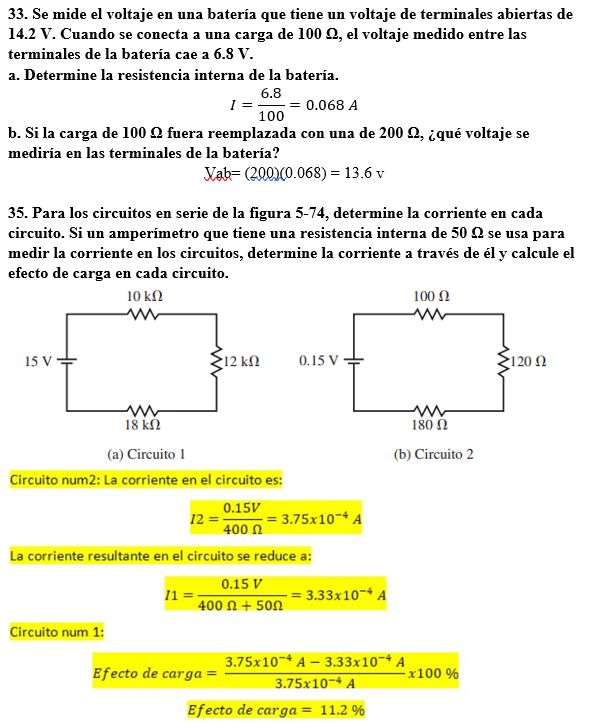 33. Se mide el voltaje en una batería que tiene un voltaje de terminales abiertas de
14.2 V. Cuando se conecta a una carga de 100 Ω, el voltaje medido entre las
terminales de la batería cae a 6.8 V.
a. Determine la resistencia interna de la batería.
I = 6.8/100 = 0.068 A
b. Si la carga de 100 Ω fuera reemplazada con una de 200 Ω, ¿qué voltaje se
mediría en las terminales de la batería?
Vab= (200)(0.068) = 13.6 v
35. Para los circuitos en serie de la figura 5-74, determine la corriente en cada
circuito. Si un amperímetro que tiene una resistencia interna de 50 Ω se usa para
medir la corriente en los circuitos, determine la corriente a través de él y calcule el
efecto de carga en cada circuito.
10 kΩ
100 Ω
15 V
12 kΩ
0.15 V
120 Ω
18 kΩ
180 Ω
(a) Circuito 1
(b) Circuito 2
Circuito num2: La corriente en el circuito es:
I2 = 0.15V/400 Ω = 3.75x10⁻⁴ A
La corriente resultante en el circuito se reduce a:
I1 = 0.15 V/400 Ω + 50Ω = 3.33x10⁻⁴ A
Circuito num 1:
Efecto de carga = 3.75x10⁻⁴ A − 3.33x10⁻⁴ A/3.75x10⁻⁴ A x100 %
Efecto de carga = 11.2 %